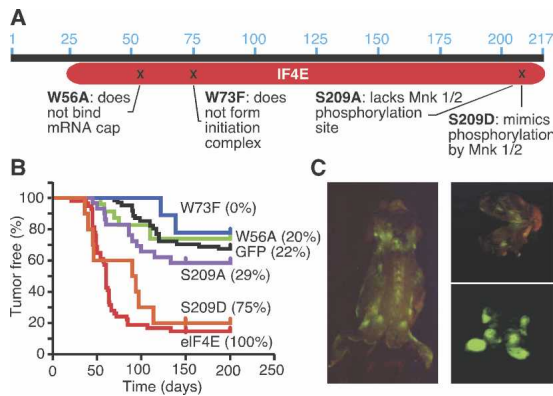 A
1 25 50 75 100 125 150 175 200 217
IF4E
W56A: does
not bind
mRNA cap
W73F: does
not form
initiation
complex
S209A: lacks Mnk 1/2
phosphorylation
site
S209D: mimics
phosphorylation
by Mnk 1/2
B
Tumor free (%)
100
80
60
40
20
0
0 50 100 150 200 250
Time (days)
W73F (0%)
W56A (20%)
GFP (22%)
S209A (29%)
S209D (75%)
eIF4E (100%)
C